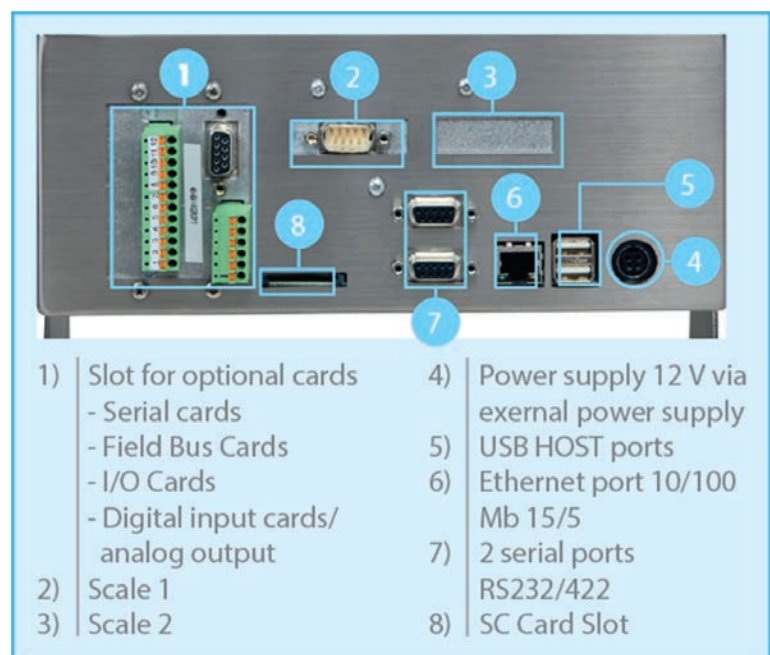 1
2
3
8
6
5
4
7
1) Slot for optional cards
- Serial cards
- Field Bus Cards
- I/O Cards
- Digital input cards/
analog output
2) Scale 1
3) Scale 2
4) Power supply 12 V via
exernal power supply
5) USB HOST ports
6) Ethernet port 10/100
Mb 15/5
7) 2 serial ports
RS232/422
8) SC Card Slot